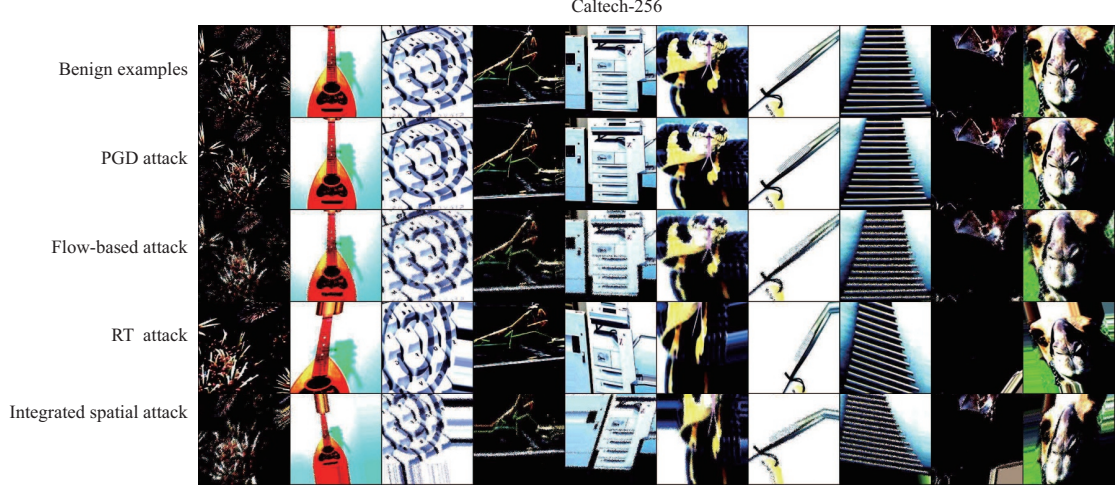 Caltech-256
Benign examples
PGD attack
Flow-based attack
RT attack
Integrated spatial attack